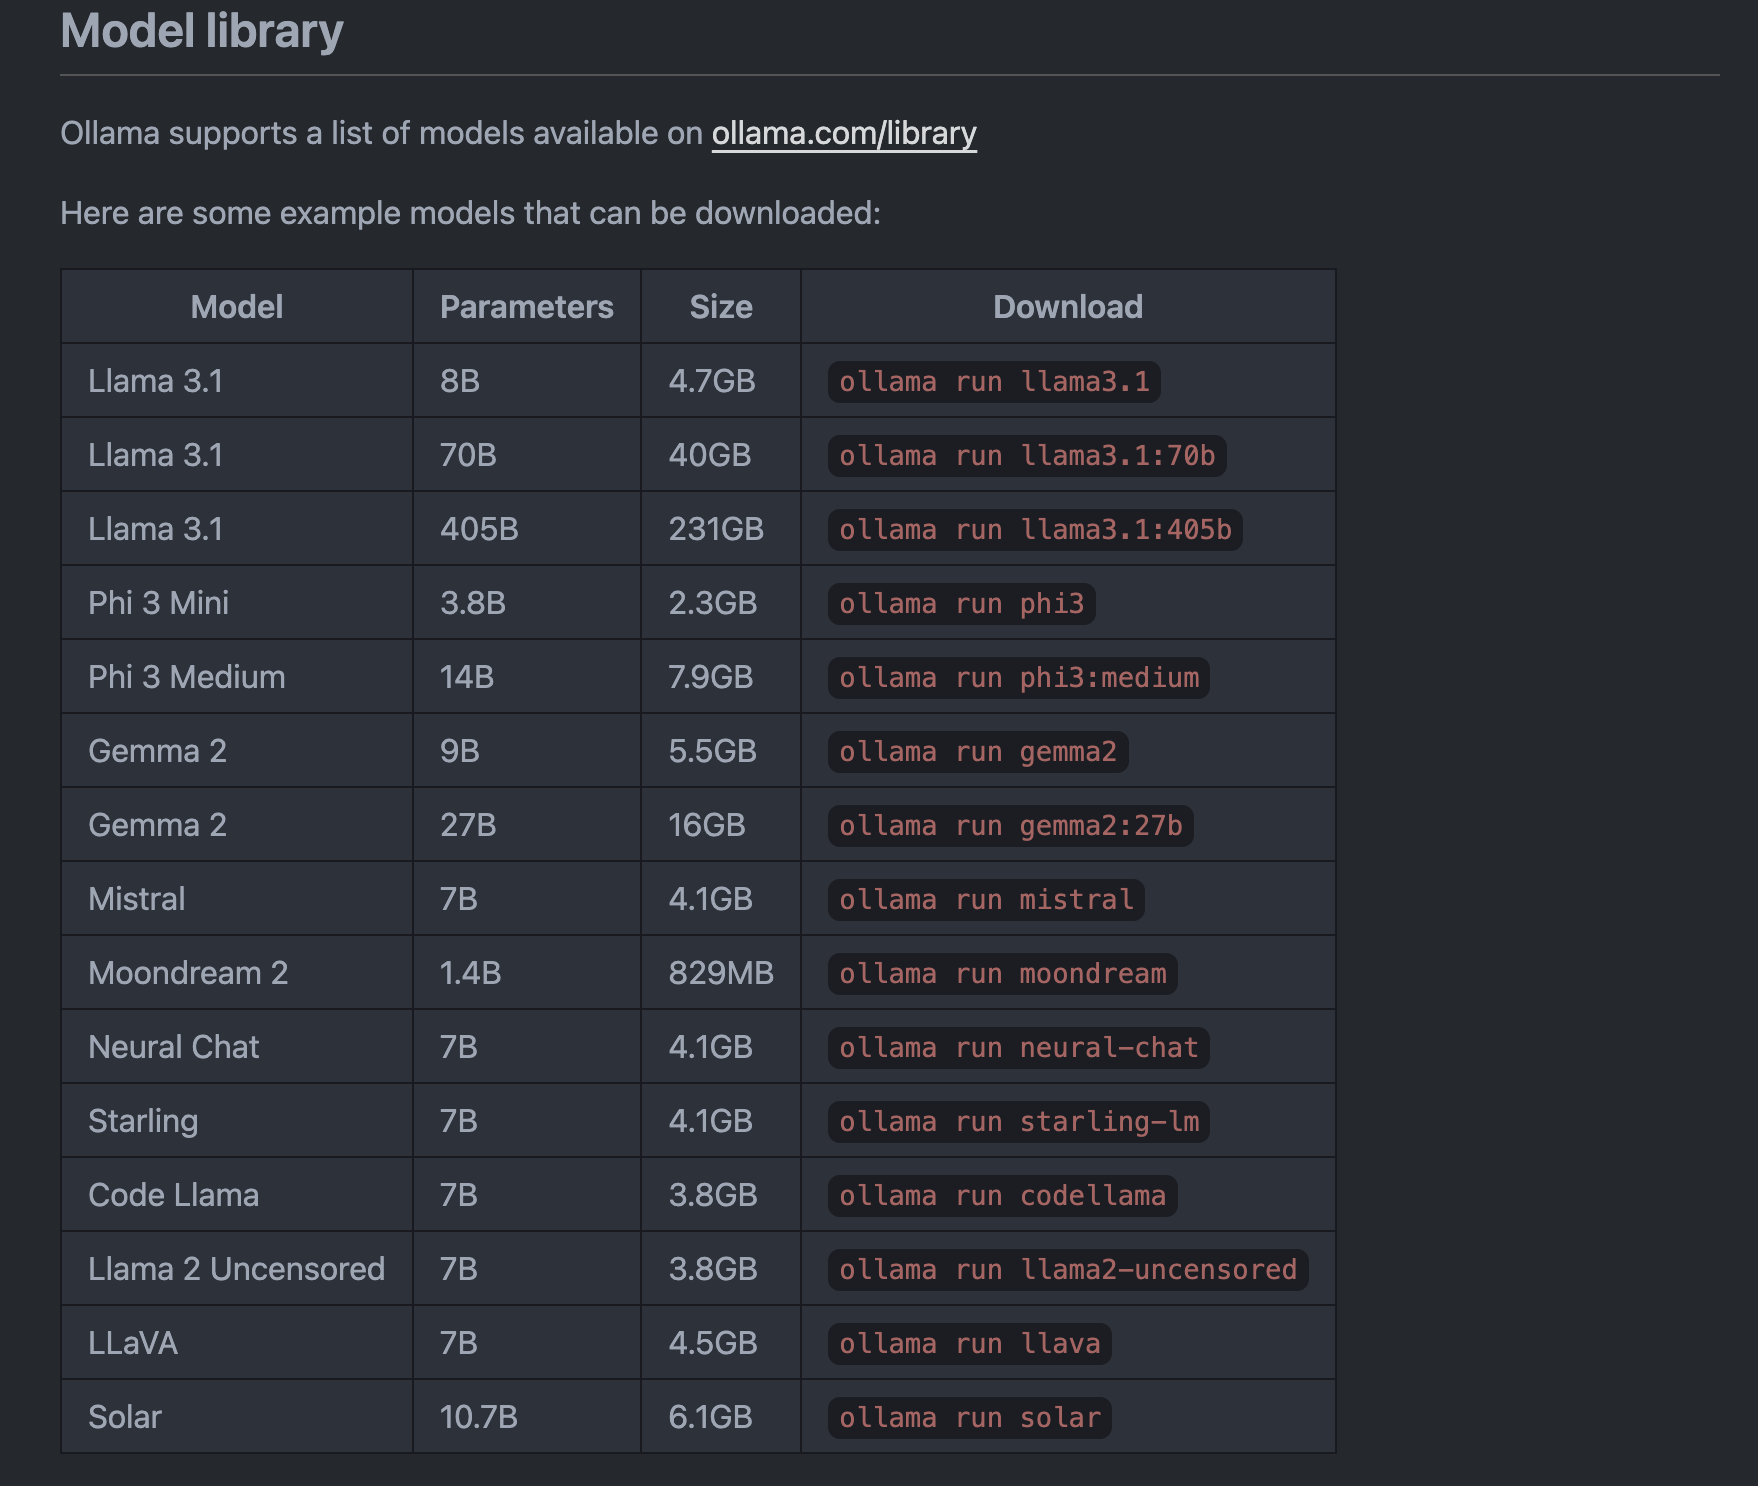 Model library
Ollama supports a list of models available on ollama.com/library
Here are some example models that can be downloaded:
Model Parameters Size Download
Llama 3.1 8B 4.7GB ollama run llama3.1
Llama 3.1 70B 40GB ollama run llama3.1:70b
Llama 3.1 405B 231GB ollama run llama3.1:405b
Phi 3 Mini 3.8B 2.3GB ollama run phi3
Phi 3 Medium 14B 7.9GB ollama run phi3:medium
Gemma 2 9B 5.5GB ollama run gemma2
Gemma 2 27B 16GB ollama run gemma2:27b
Mistral 7B 4.1GB ollama run mistral
Moondream 2 1.4B 829MB ollama run moondream
Neural Chat 7B 4.1GB ollama run neural-chat
Starling 7B 4.1GB ollama run starling-lm
Code Llama 7B 3.8GB ollama run codellama
Llama 2 Uncensored 7B 3.8GB ollama run llama2-uncensored
LLaVA 7B 4.5GB ollama run llava
Solar 10.7B 6.1GB ollama run solar